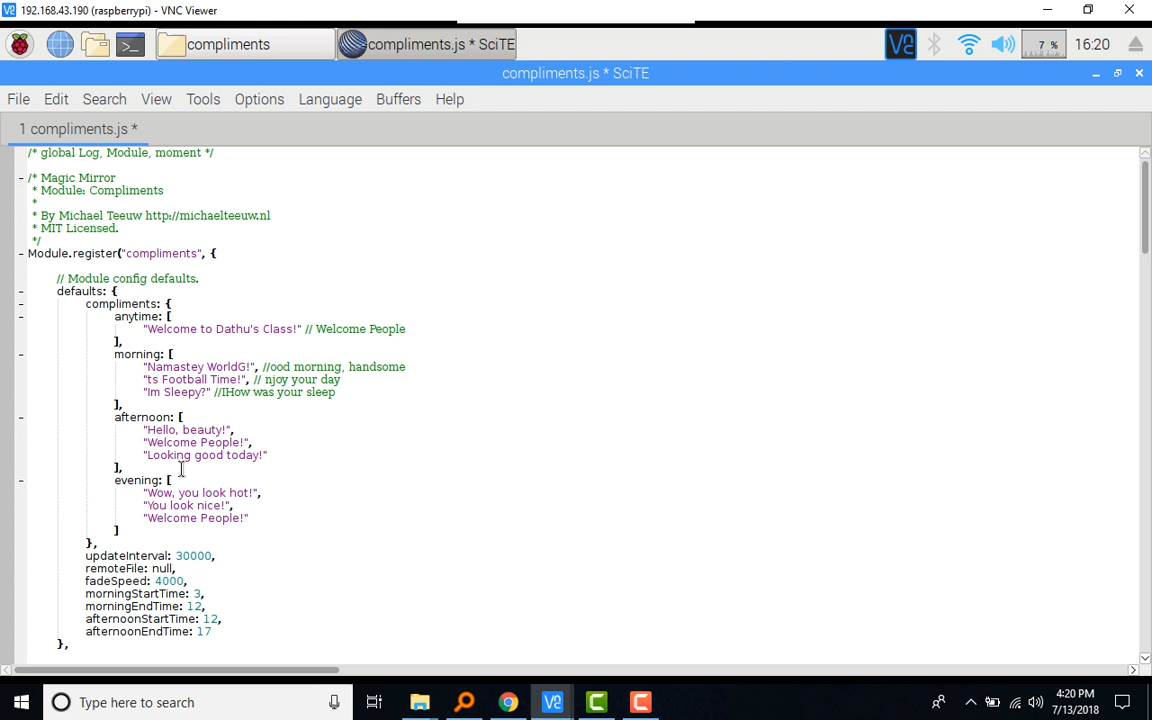 192.168.43.190 (raspberrypi) - VNC Viewer
compliments
compliments.js * SciTE
7 %
16:20
compliments.js * SciTE
File Edit Search View Tools Options Language Buffers Help
1 compliments.js *
/* global Log, Module, moment */
/* Magic Mirror
* Module: Compliments
*
* By Michael Teeuw http://michaelteeuw.nl
* MIT Licensed.
*/
Module.register("compliments", {
// Module config defaults.
defaults: {
compliments: {
anytime: [
"Welcome to Dathu's Class!" // Welcome People
],
morning: [
"Namastey WorldG!", //ood morning, handsome
"ts Football Time!", // njoy your day
"Im Sleepy?" //IHow was your sleep
],
afternoon: [
"Hello, beauty!",
"Welcome People!",
"Looking good today!"
],
evening: [
"Wow, you look hot!",
"You look nice!",
"Welcome People!"
]
},
updateInterval: 30000,
remoteFile: null,
fadeSpeed: 4000,
morningStartTime: 3,
morningEndTime: 12,
afternoonStartTime: 12,
afternoonEndTime: 17
},
Type here to search
4:20 PM
7/13/2018